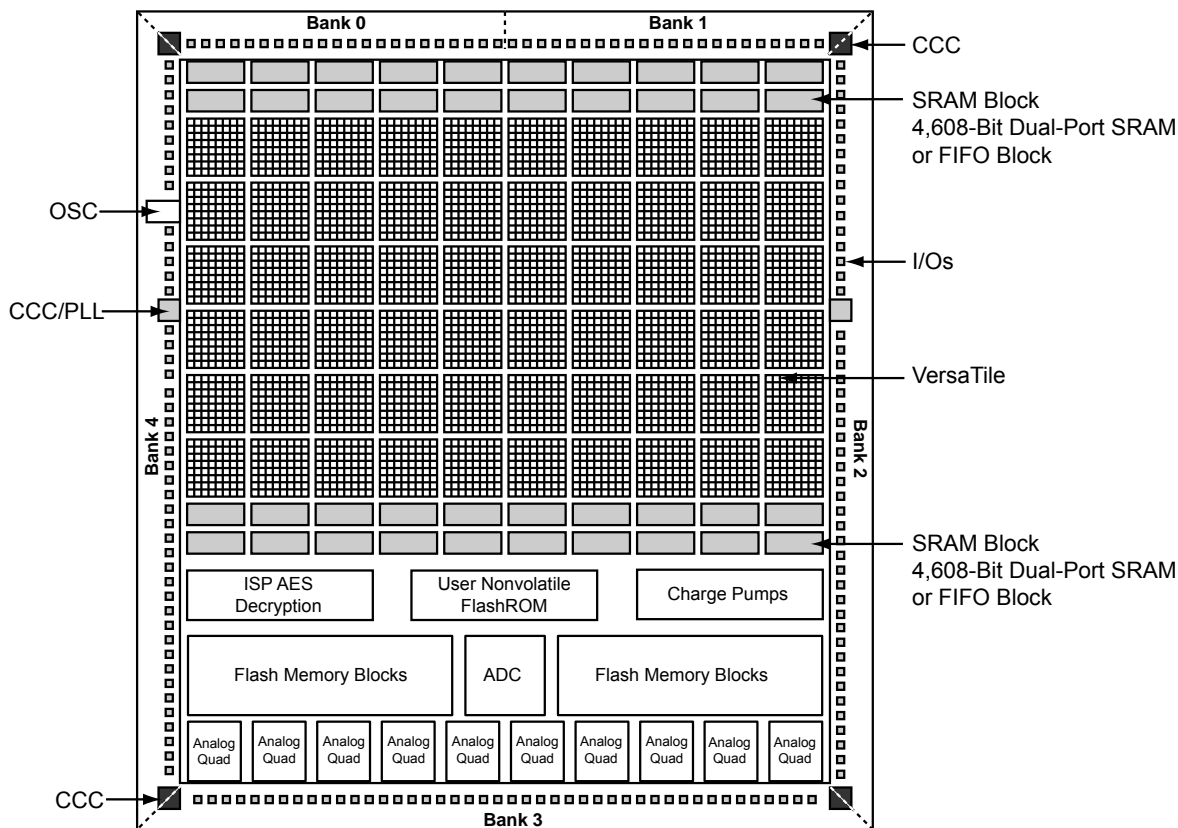 Bank 0
Bank 1
CCC
SRAM Block
4,608-Bit Dual-Port SRAM
or FIFO Block
OSC
I/Os
CCC/PLL
VersaTile
Bank 4
Bank 2
SRAM Block
4,608-Bit Dual-Port SRAM
or FIFO Block
ISP AES
Decryption
User Nonvolatile
FlashROM
Charge Pumps
Flash Memory Blocks
ADC
Flash Memory Blocks
Analog
Quad
Analog
Quad
Analog
Quad
Analog
Quad
Analog
Quad
Analog
Quad
Analog
Quad
Analog
Quad
Analog
Quad
Analog
Quad
CCC
Bank 3